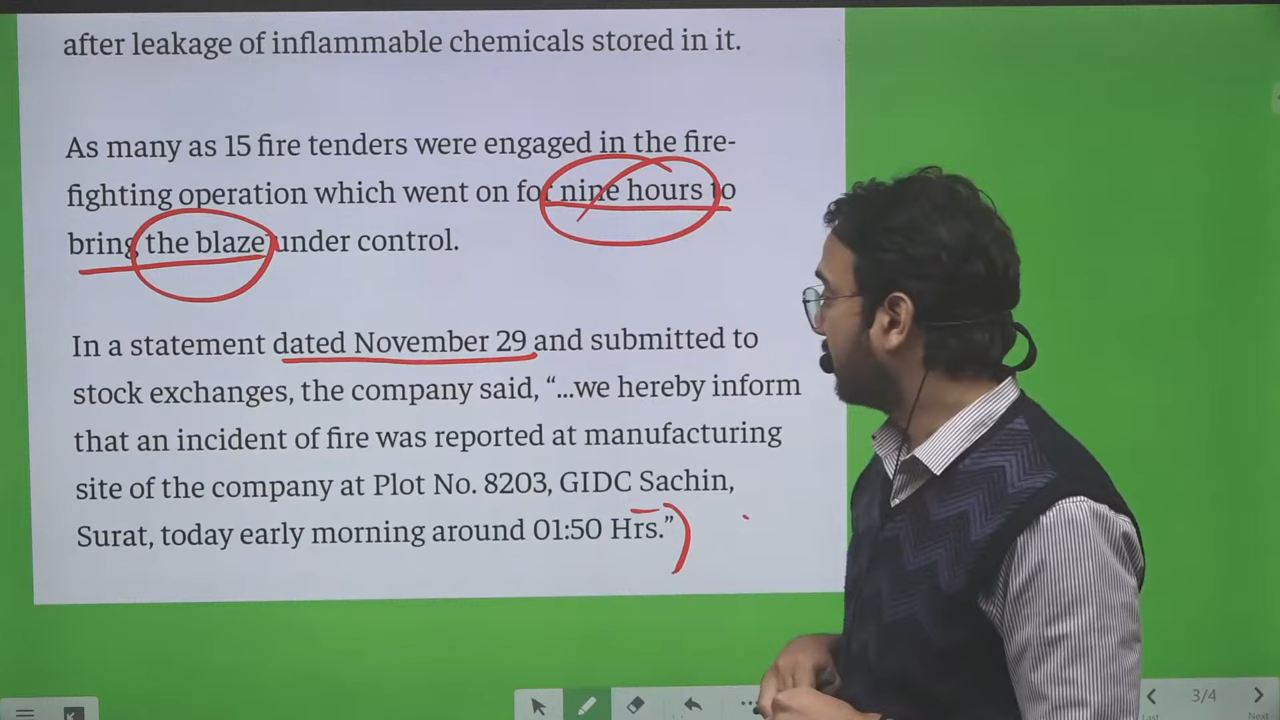 after leakage of inflammable chemicals stored in it.
As many as 15 fire tenders were engaged in the fire-
fighting operation which went on for nine hours to
bring the blaze under control.
In a statement dated November 29 and submitted to
stock exchanges, the company said, “...we hereby inform
that an incident of fire was reported at manufacturing
site of the company at Plot No. 8203, GIDC Sachin,
Surat, today early morning around 01:50 Hrs.”
3/4
Next